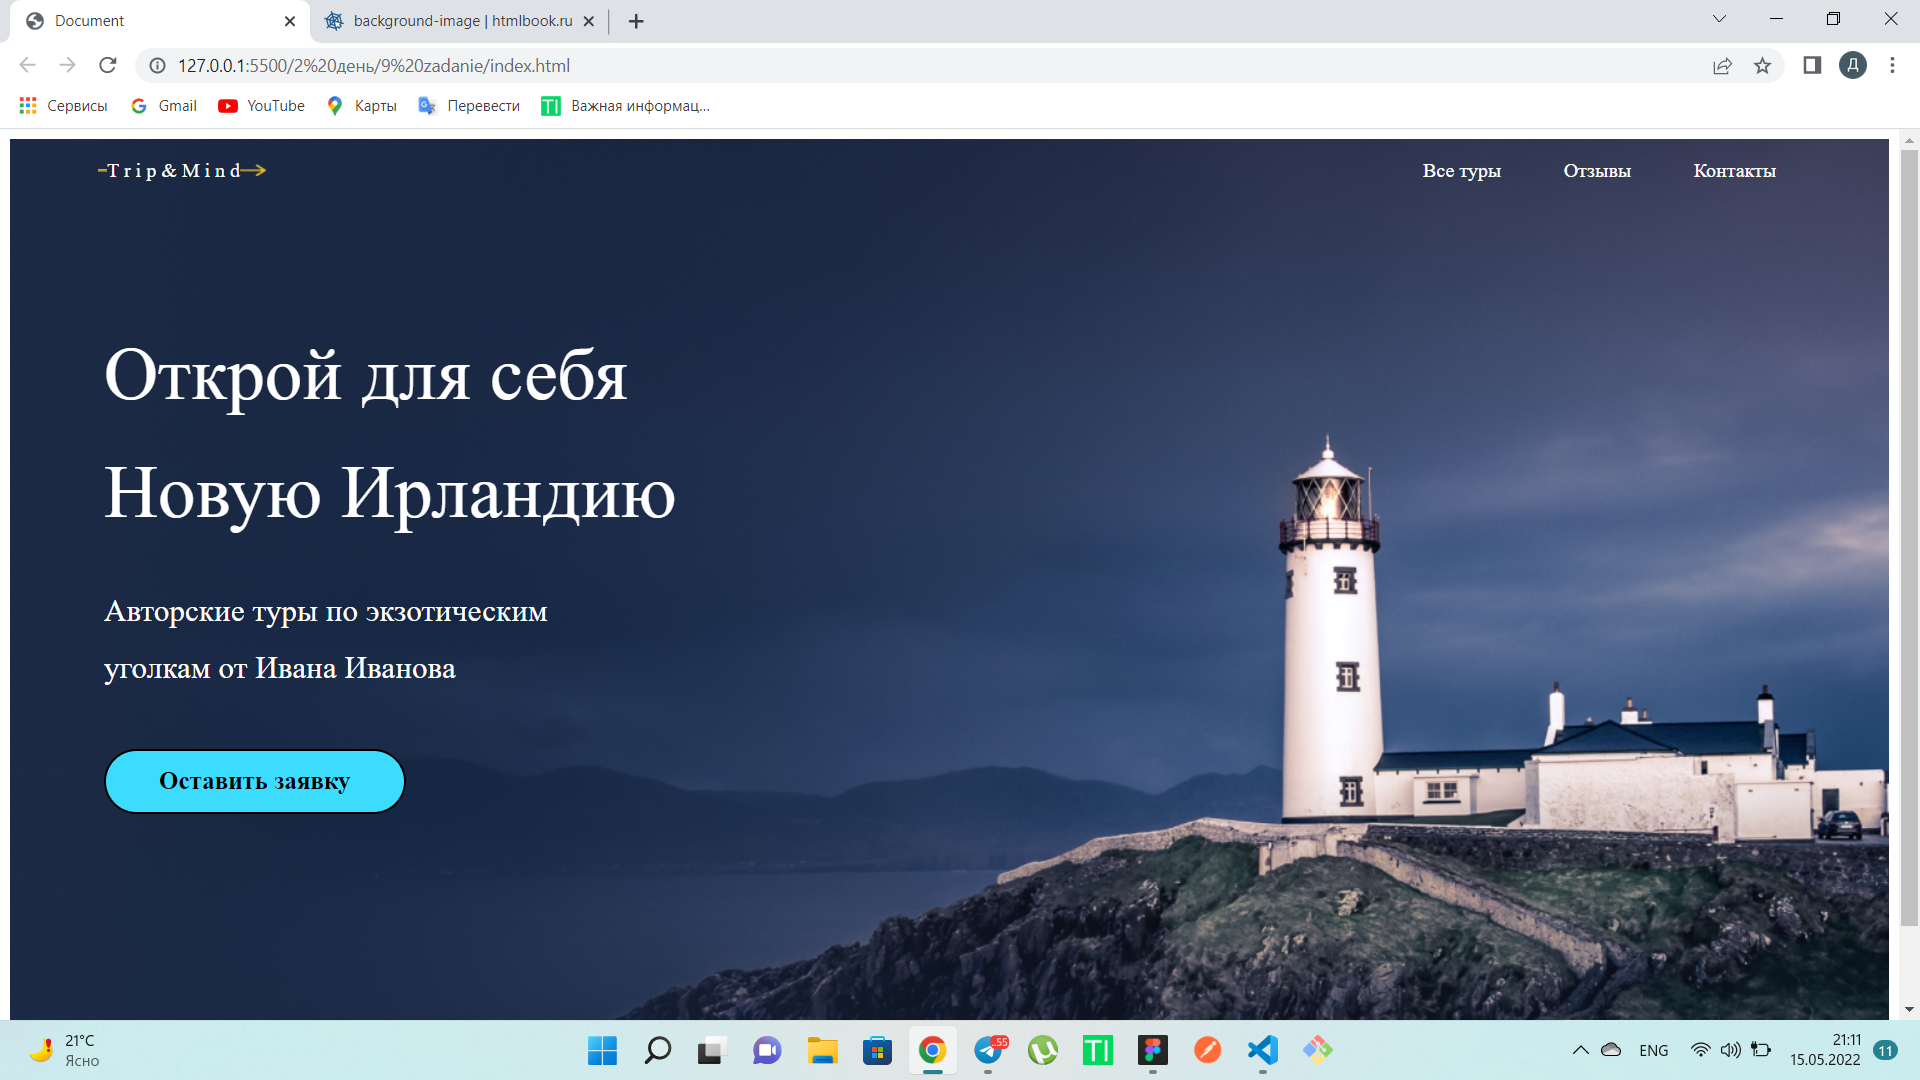 Document
background-image | htmlbook.ru
127.0.0.1:5500/2%20день/9%20zadanie/index.html
Д
Сервисы
Gmail
YouTube
Карты
Перевести
TI
Важная информац...
Trip&Mind
Все туры
Отзывы
Контакты
Открой для себя
Новую Ирландию
Авторские туры по экзотическим
уголкам от Ивана Иванова
Оставить заявку
21°C
Ясно
55
TI
ENG
21:11
15.05.2022
11